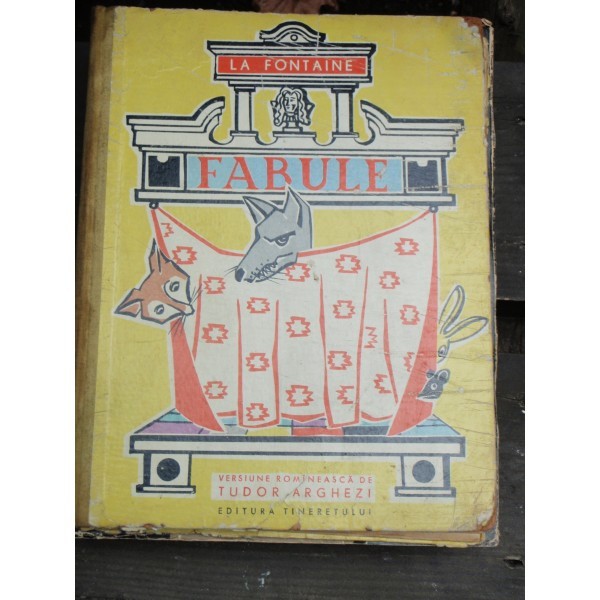 LA FONTAINE
FABULE
VERSIUNE ROMÎNEASCĂ DE
TUDOR ARGHEZI
EDITURA TINERETULUI